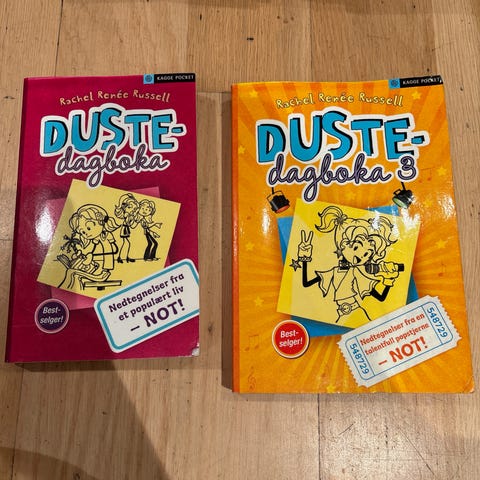 KAGGE POCKET
Rachel Renée Russell
DUSTE-
dagboka
Nedtegnelser fra
et populært liv
– NOT!
Best-
selger!
KAGGE POCKET
Rachel Renée Russell
DUSTE-
dagboka 3
Nedtegnelser fra en
talentfull popstjerne
– NOT!
548729
548729
Best-
selger!